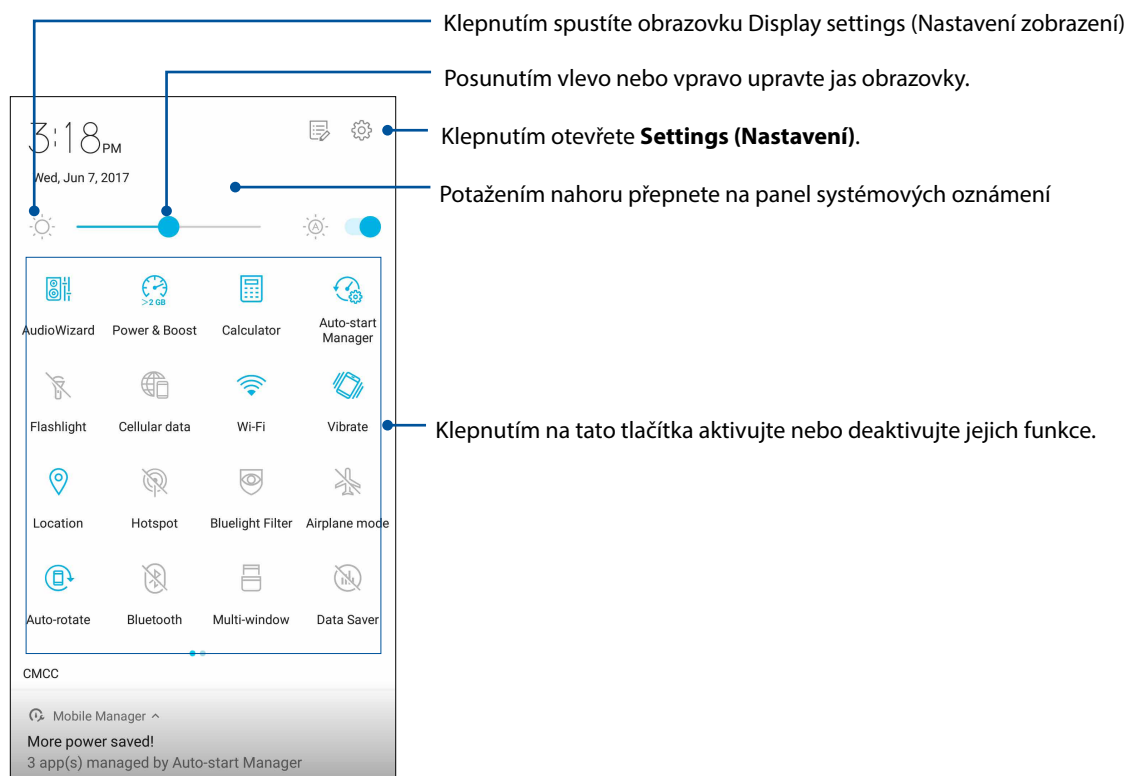 Klepnutím spustíte obrazovku Display settings (Nastavení zobrazení)
Posunutím vlevo nebo vpravo upravte jas obrazovky.
3:18 PM
Klepnutím otevřete Settings (Nastavení).
Wed, Jun 7, 2017
Potažením nahoru přepnete na panel systémových oznámení
A
>2 GB
AudioWizard Power & Boost Calculator Auto-start
Manager
Flashlight Cellular data Wi-Fi Vibrate
Klepnutím na tato tlačítka aktivujte nebo deaktivujte jejich funkce.
Location Hotspot Bluelight Filter Airplane mode
Auto-rotate Bluetooth Multi-window Data Saver
CMCC
Mobile Manager
More power saved!
3 app(s) managed by Auto-start Manager